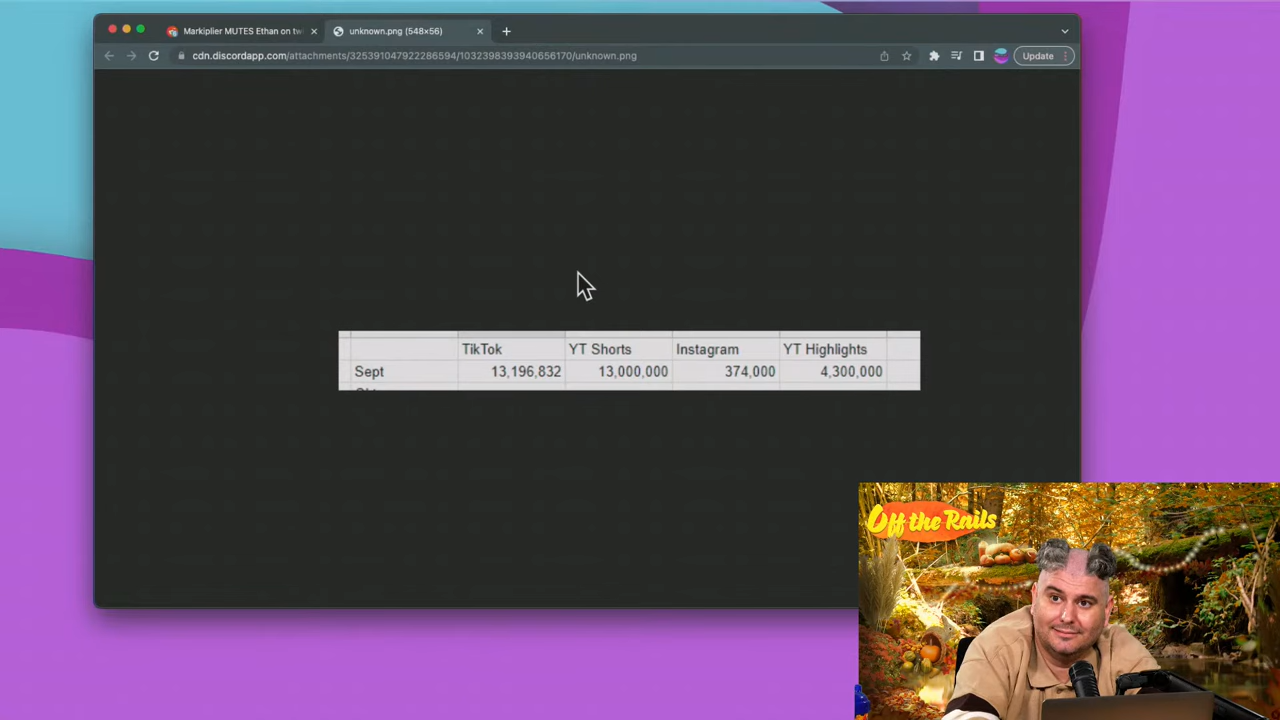 Markiplier MUTES Ethan on tw
unknown.png (548×56)
cdn.discordapp.com/attachments/325391047922286594/1032398393940656170/unknown.png
Update
TikTok YT Shorts Instagram YT Highlights
Sept 13,196,832 13,000,000 374,000 4,300,000
Off the Rails